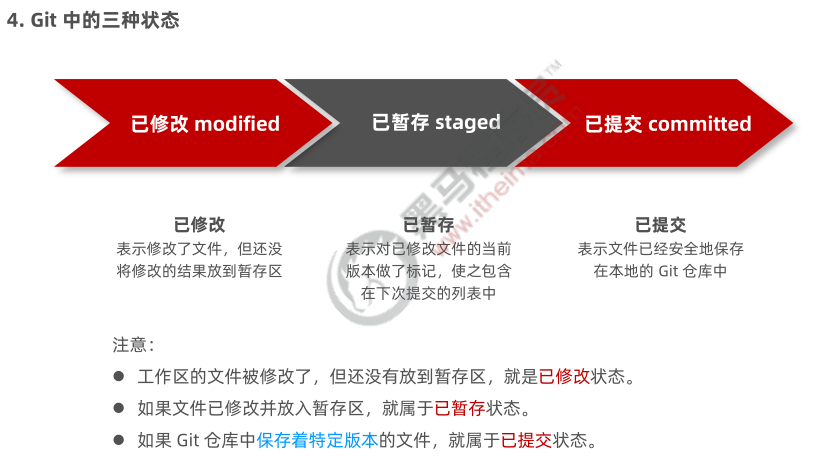 4. Git 中的三种状态
已修改 modified
已暂存 staged
已提交 committed
已修改
表示修改了文件，但还没
将修改的结果放到暂存区
已暂存
表示对已修改文件的当前
版本做了标记，使之包含
在下次提交的列表中
已提交
表示文件已经安全地保存
在本地的 Git 仓库中
注意：
● 工作区的文件被修改了，但还没有放到暂存区，就是已修改状态。
● 如果文件已修改并放入暂存区，就属于已暂存状态。
● 如果 Git 仓库中保存着特定版本的文件，就属于已提交状态。